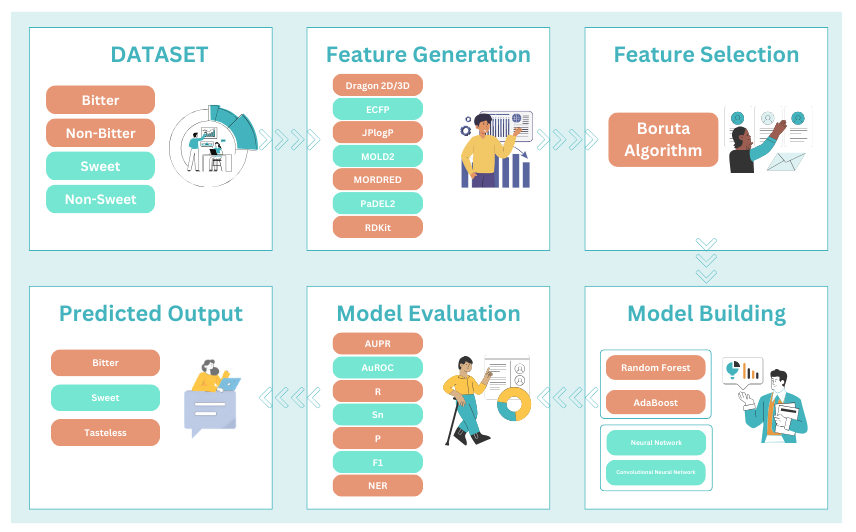 DATASET
Bitter
Non-Bitter
Sweet
Non-Sweet
Feature Generation
Dragon 2D/3D
ECFP
JPlogP
MOLD2
MORDRED
PaDEL2
RDKit
Feature Selection
Boruta
Algorithm
Predicted Output
Bitter
Sweet
Tasteless
Model Evaluation
AUPR
AuROC
R
Sn
P
F1
NER
Model Building
Random Forest
AdaBoost
Neural Network
Convolutional Neural Network